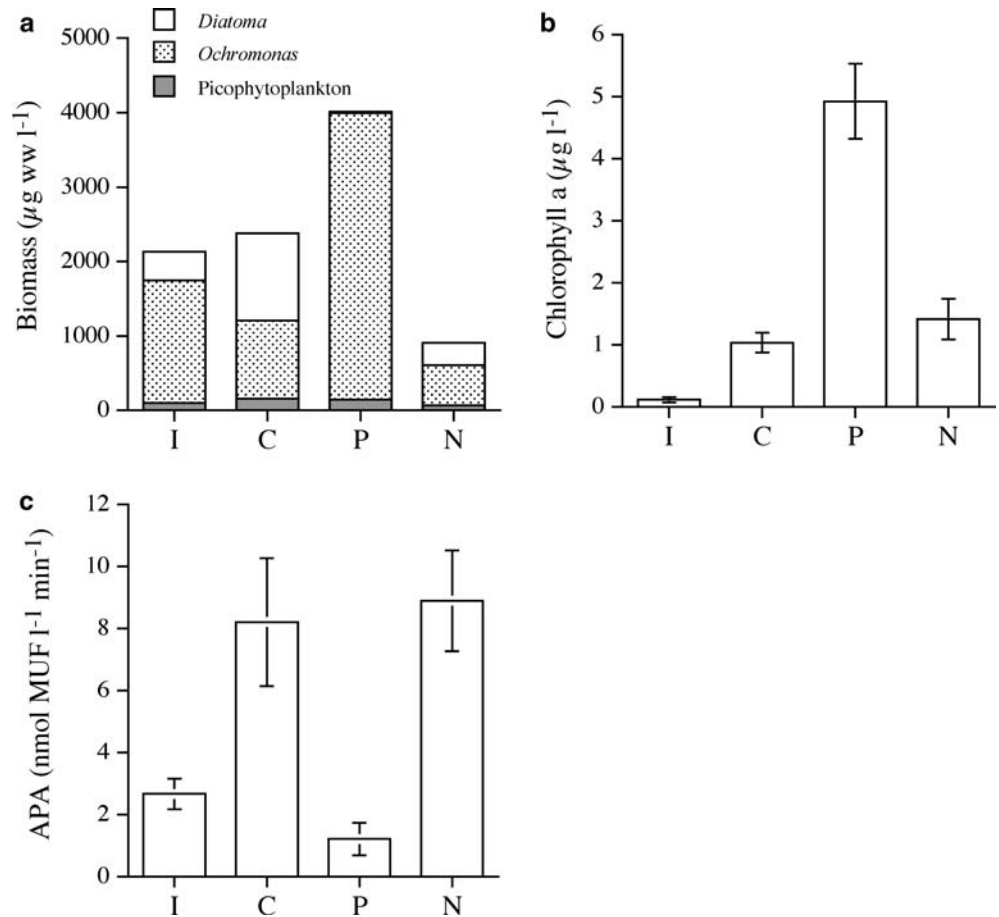 a
Diatoma
Ochromonas
Picophytoplankton
Biomass (µg ww l⁻¹)
5000
4000
3000
2000
1000
0
I C P N
b
Chlorophyll a (µg l⁻¹)
6
5
4
3
2
1
0
I C P N
c
APA (nmol MUF l⁻¹ min⁻¹)
12
10
8
6
4
2
0
I C P N